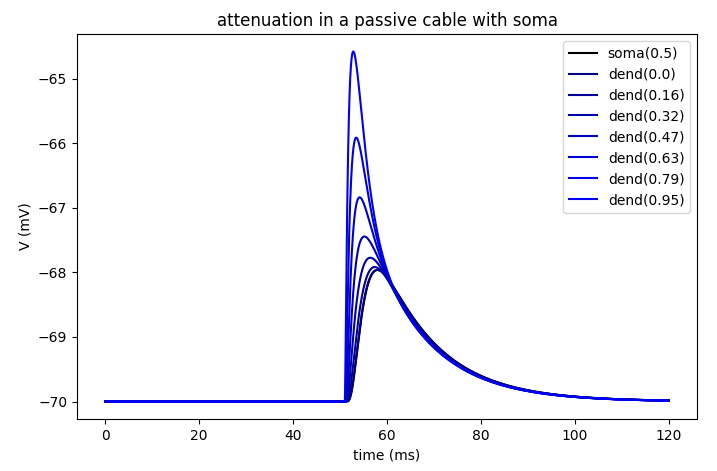 attenuation in a passive cable with soma
V (mV)
−65
−66
−67
−68
−69
−70
soma(0.5)
dend(0.0)
dend(0.16)
dend(0.32)
dend(0.47)
dend(0.63)
dend(0.79)
dend(0.95)
0 20 40 60 80 100 120
time (ms)